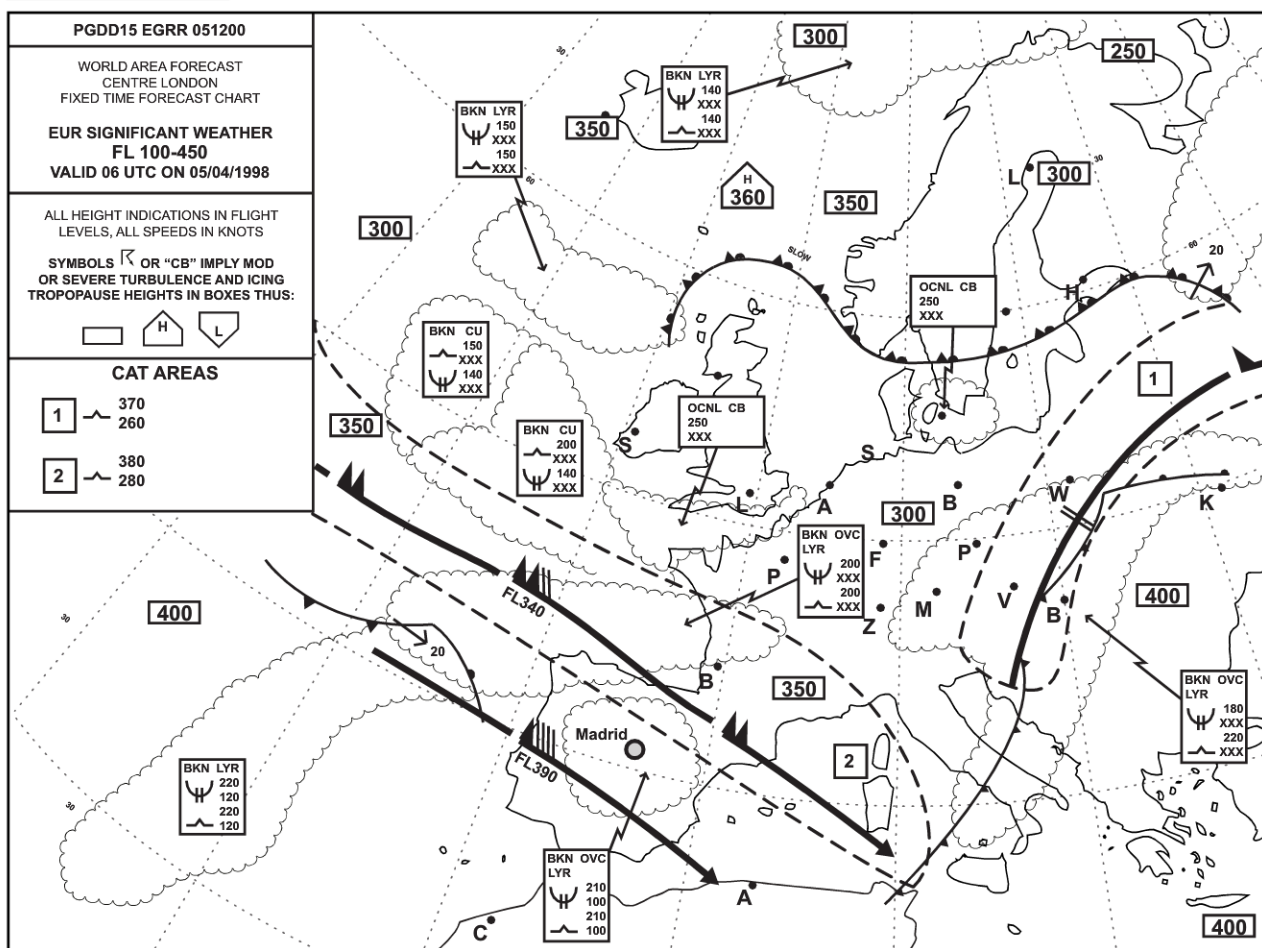 PGDD15 EGRR 051200
WORLD AREA FORECAST
CENTRE LONDON
FIXED TIME FORECAST CHART
EUR SIGNIFICANT WEATHER
FL 100-450
VALID 06 UTC ON 05/04/1998
ALL HEIGHT INDICATIONS IN FLIGHT
LEVELS, ALL SPEEDS IN KNOTS
SYMBOLS OR “CB” IMPLY MOD
OR SEVERE TURBULENCE AND ICING
TROPOPAUSE HEIGHTS IN BOXES THUS:
H
L
CAT AREAS
1
370
260
2
380
280
300
250
30
350
BKN LYR
140
XXX
140
XXX
BKN LYR
150
XXX
150
XXX
60
H
360
350
L
300
30
300
SLOW
60
20
H
OCNL CB
250
XXX
BKN CU
150
XXX
140
XXX
1
350
OCNL CB
250
XXX
BKN CU
200
XXX
140
XXX
S
S
L
A
B
W
K
300
BKN OVC
LYR
200
XXX
200
XXX
P
F
P
FL340
M
V
B
Z
400
400
30
20
B
350
BKN OVC
LYR
180
XXX
220
XXX
Madrid
2
FL390
BKN LYR
220
120
220
120
30
BKN OVC
LYR
210
100
210
100
A
C
400